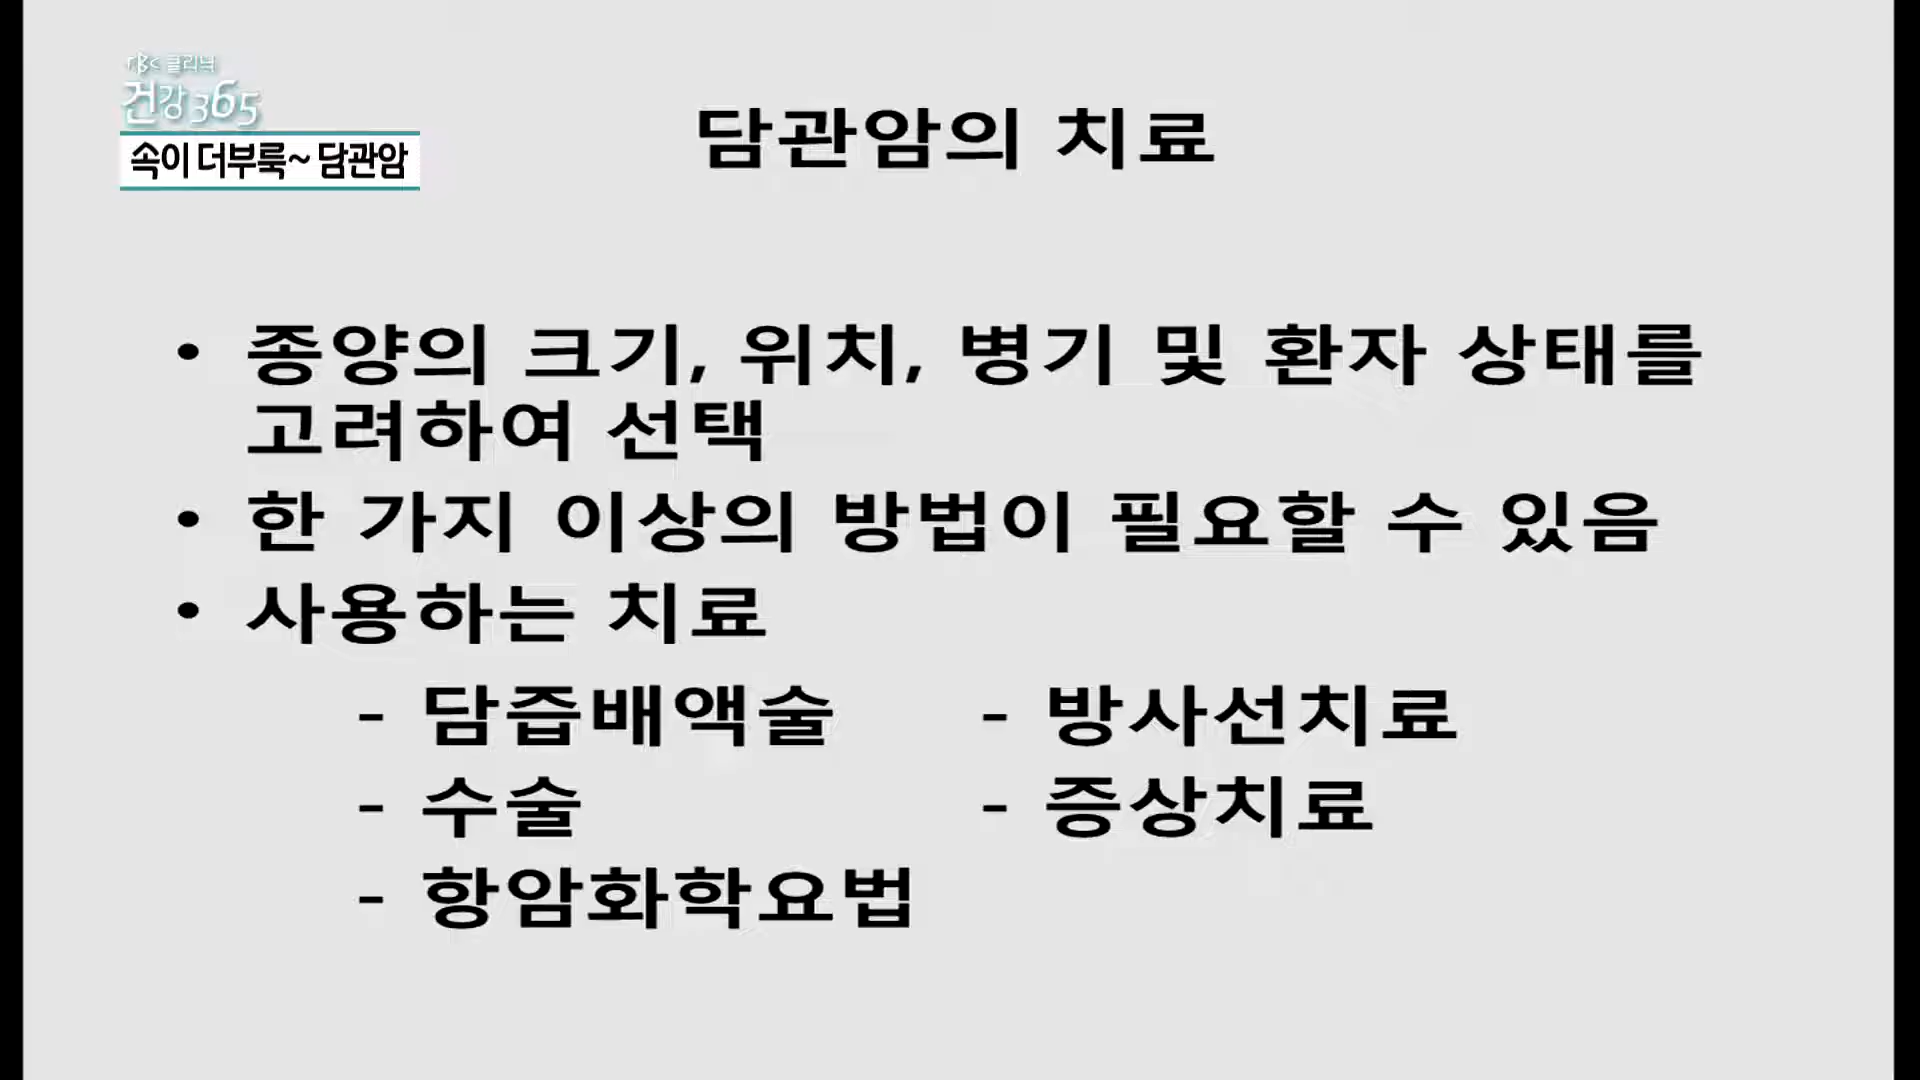 클리닉
건강365
속이 더부룩~ 담관암
담관암의 치료
• 종양의 크기, 위치, 병기 및 환자 상태를
고려하여 선택
• 한 가지 이상의 방법이 필요할 수 있음
• 사용하는 치료
- 담즙배액술 - 방사선치료
- 수술 - 증상치료
- 항암화학요법